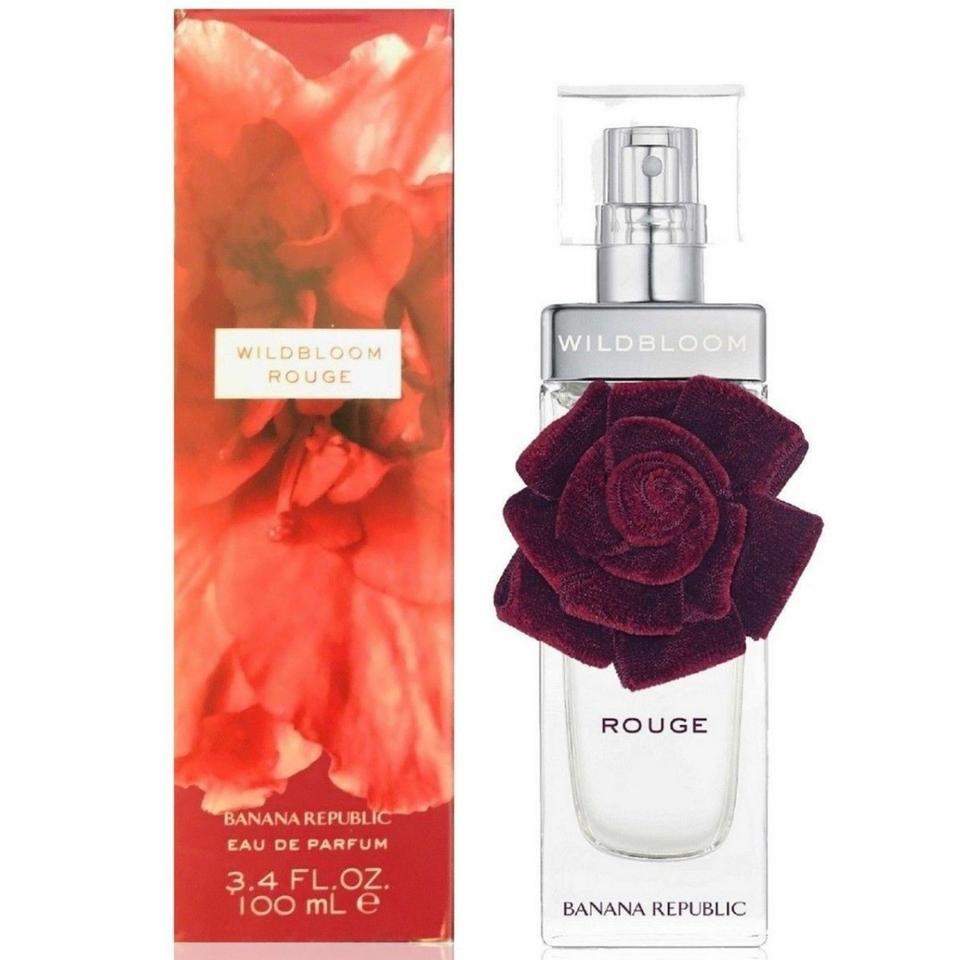 WILDBLOOM
ROUGE
BANANA REPUBLIC
EAU DE PARFUM
3.4 FL.OZ.
100 mL ℮
WILDBLOOM
ROUGE
BANANA REPUBLIC